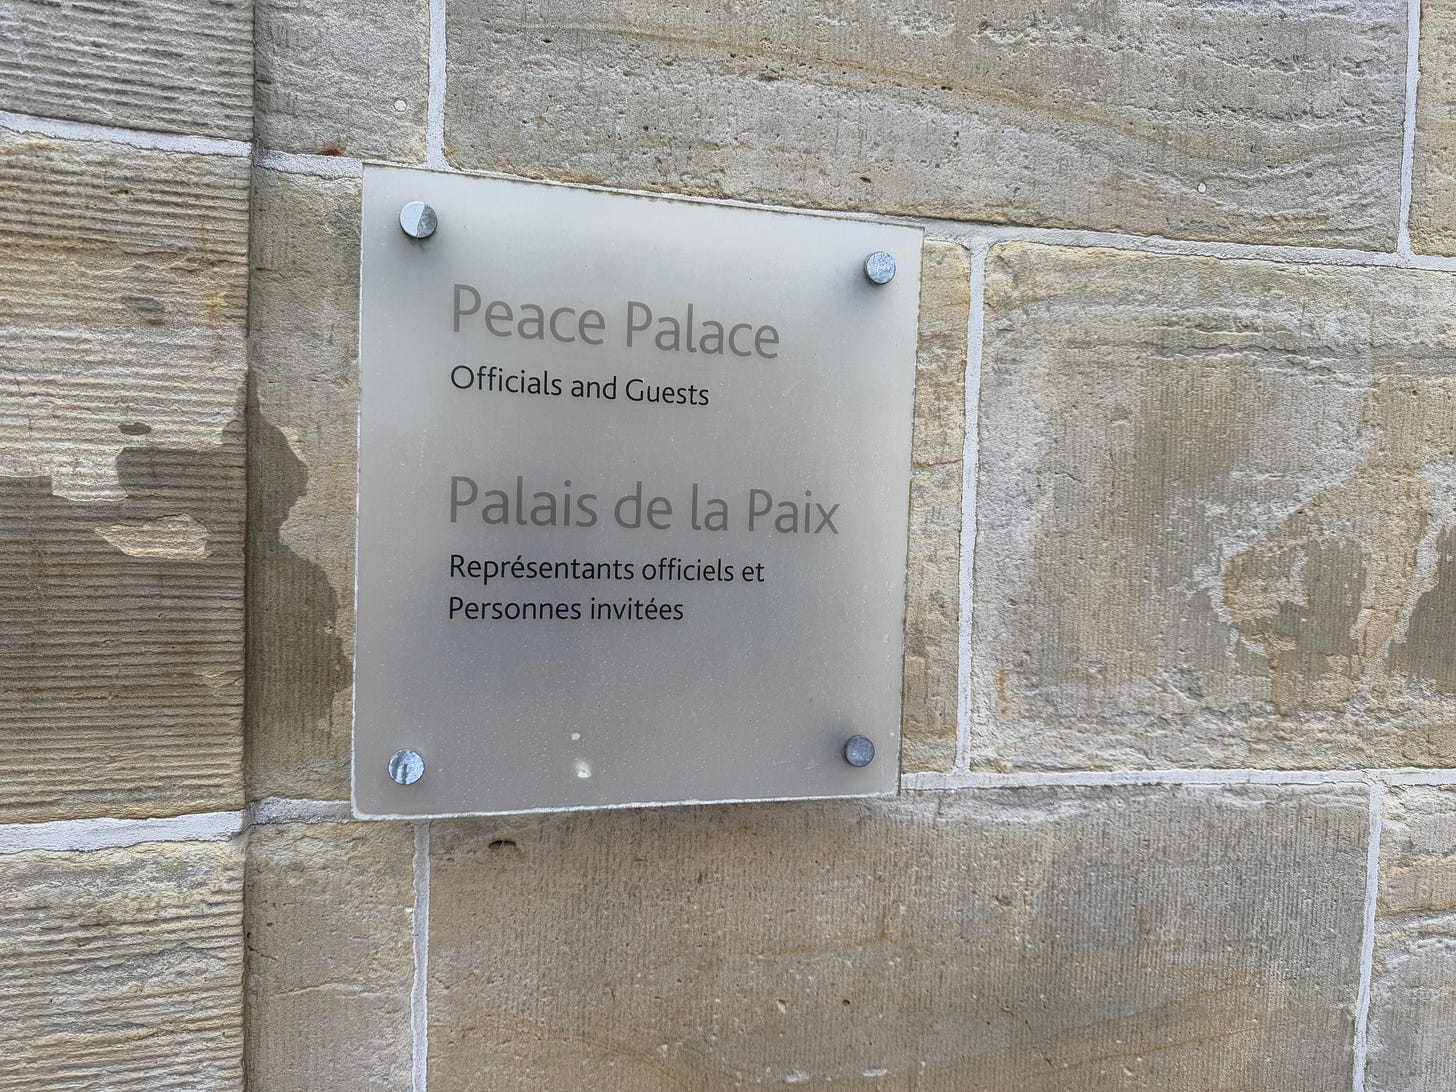 Peace Palace
Officials and Guests
Palais de la Paix
Représentants officiels et
Personnes invitées